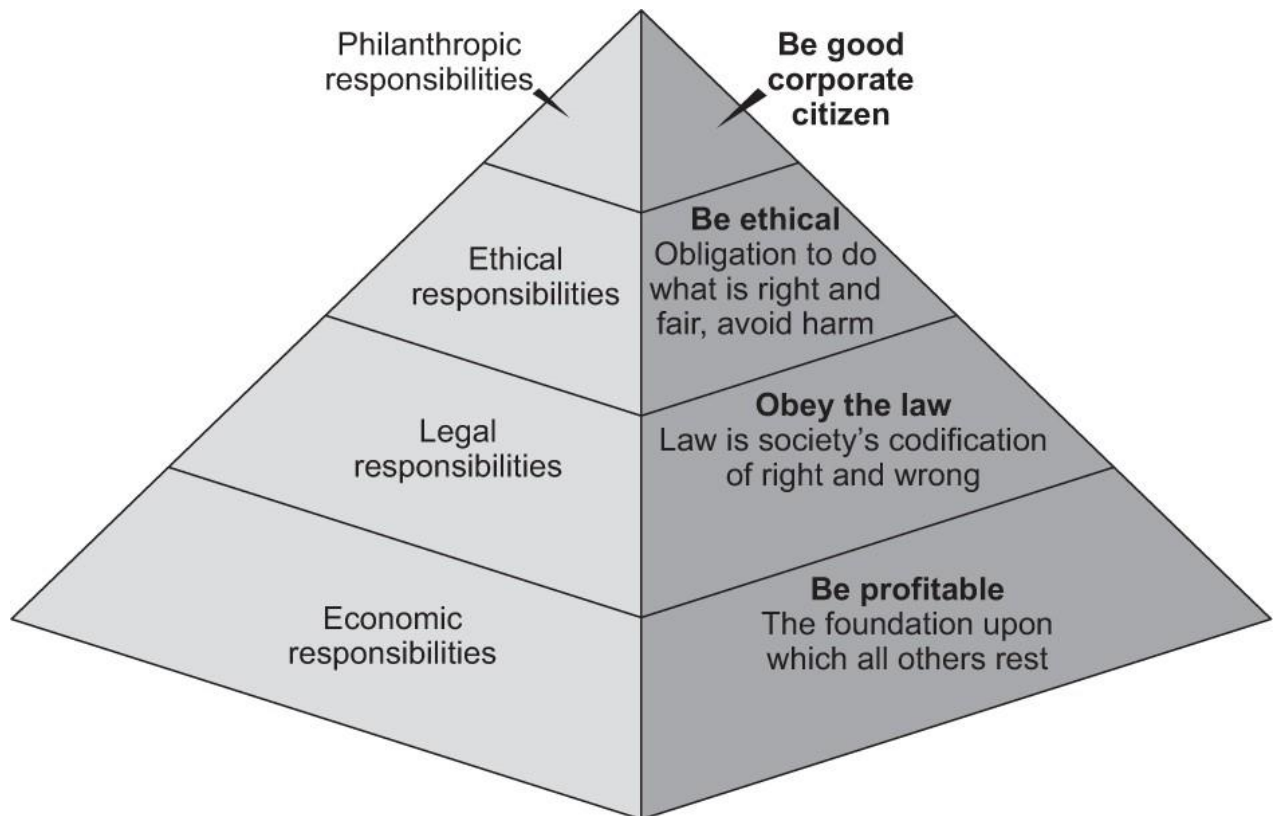 Philanthropic
responsibilities
Be good
corporate
citizen
Ethical
responsibilities
Be ethical
Obligation to do
what is right and
fair, avoid harm
Legal
responsibilities
Obey the law
Law is society’s codification
of right and wrong
Economic
responsibilities
Be profitable
The foundation upon
which all others rest